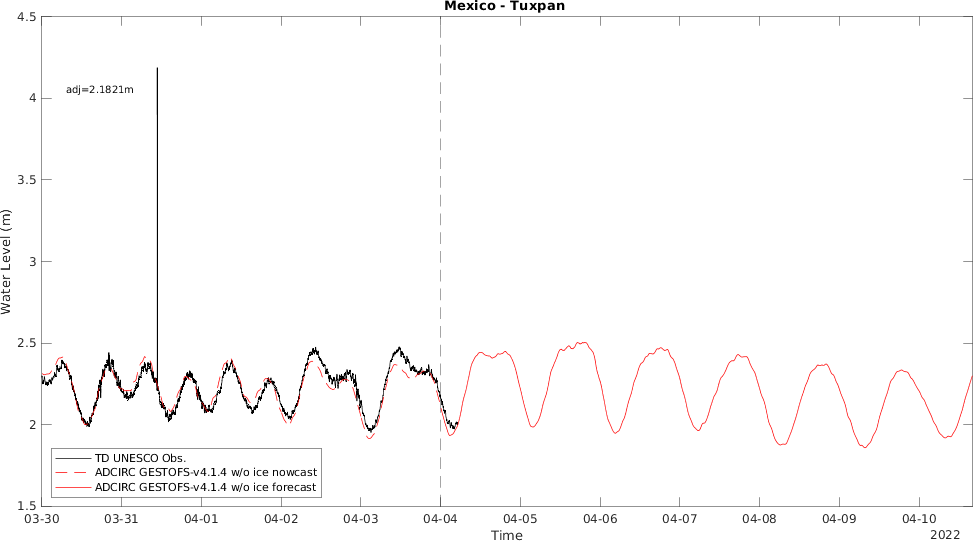 Mexico - Tuxpan
4.5
4
3.5
3
2.5
2
1.5
Water Level (m)
adj=2.1821m
TD UNESCO Obs.
ADCIRC GESTOFS-v4.1.4 w/o ice nowcast
ADCIRC GESTOFS-v4.1.4 w/o ice forecast
03-30 03-31 04-01 04-02 04-03 04-04 04-05 04-06 04-07 04-08 04-09 04-10
Time
2022